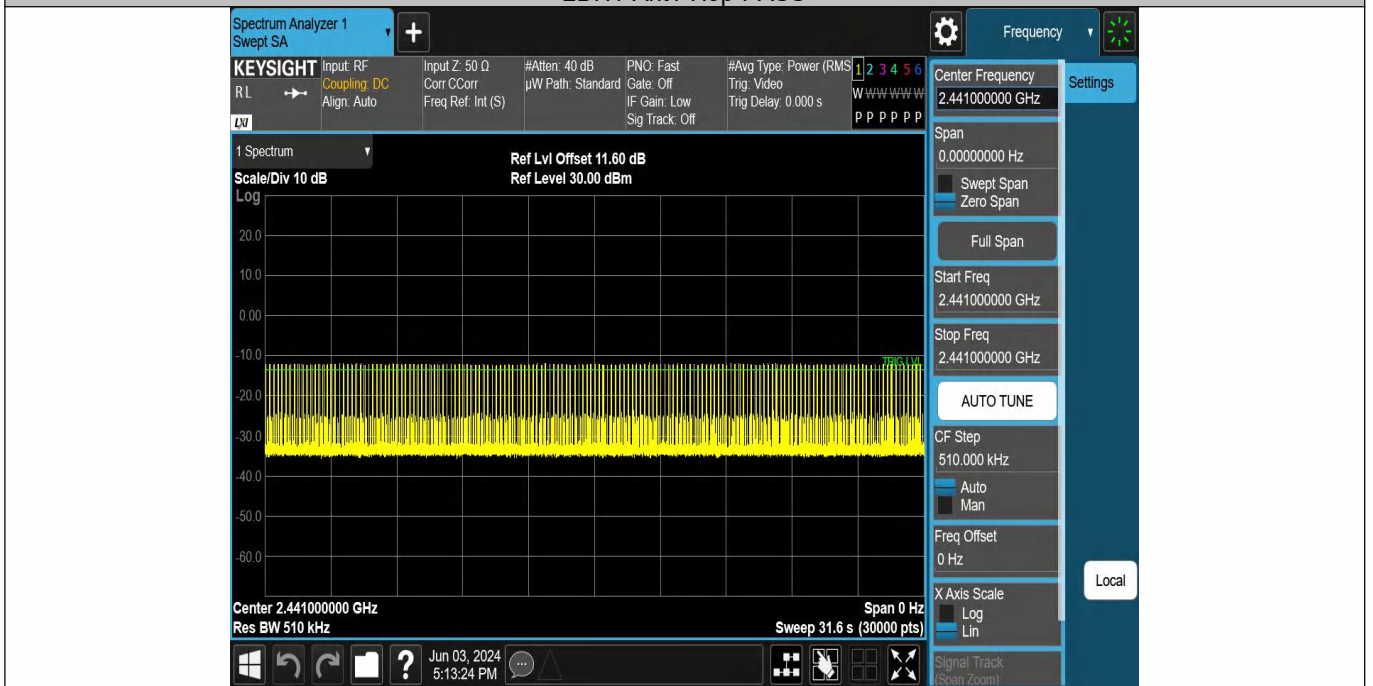 Spectrum Analyzer 1
Swept SA
Frequency
KEYSIGHT
RL
LXI
Input: RF
Coupling: DC
Align: Auto
Input Z: 50 Ω
Corr CCorr
Freq Ref: Int (S)
#Atten: 40 dB
µW Path: Standard
PNO: Fast
Gate: Off
IF Gain: Low
Sig Track: Off
#Avg Type: Power (RMS
Trig: Video
Trig Delay: 0.000 s
1 2 3 4 5 6
W W W W W W
P P P P P P
1 Spectrum
Scale/Div 10 dB
Log
Ref Lvl Offset 11.60 dB
Ref Level 30.00 dBm
20.0
10.0
0.00
-10.0
-20.0
-30.0
-40.0
-50.0
-60.0
TRIG LVL
Center 2.441000000 GHz
Res BW 510 kHz
Span 0 Hz
Sweep 31.6 s (30000 pts)
Center Frequency
2.441000000 GHz
Settings
Span
0.00000000 Hz
Swept Span
Zero Span
Full Span
Start Freq
2.441000000 GHz
Stop Freq
2.441000000 GHz
AUTO TUNE
CF Step
510.000 kHz
Auto
Man
Freq Offset
0 Hz
Local
X Axis Scale
Log
Lin
Signal Track
(Span Zoom)
Jun 03, 2024
5:13:24 PM